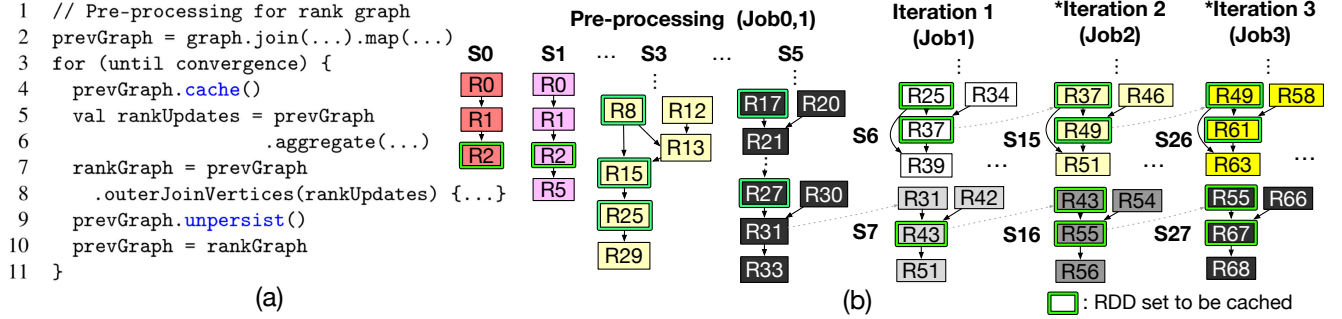 1 // Pre-processing for rank graph
2 prevGraph = graph.join(...).map(...)
3 for (until convergence) {
4 prevGraph.cache()
5 val rankUpdates = prevGraph
6 .aggregate(...)
7 rankGraph = prevGraph
8 .outerJoinVertices(rankUpdates) {...}
9 prevGraph.unpersist()
10 prevGraph = rankGraph
11 }
(a)
Pre-processing (Job0,1)
S0
R0
R1
R2
S1
R0
R1
R2
R5
...
S3
R8
R12
R13
R15
R25
R29
...
S5
R17
R20
R21
R27
R30
R31
R33
Iteration 1
(Job1)
S6
R25
R34
R37
R39
...
S7
R31
R42
R43
R51
*Iteration 2
(Job2)
S15
R37
R46
R49
R51
...
S16
R43
R54
R55
R56
*Iteration 3
(Job3)
S26
R49
R58
R61
R63
...
S27
R55
R66
R67
R68
(b)
: RDD set to be cached